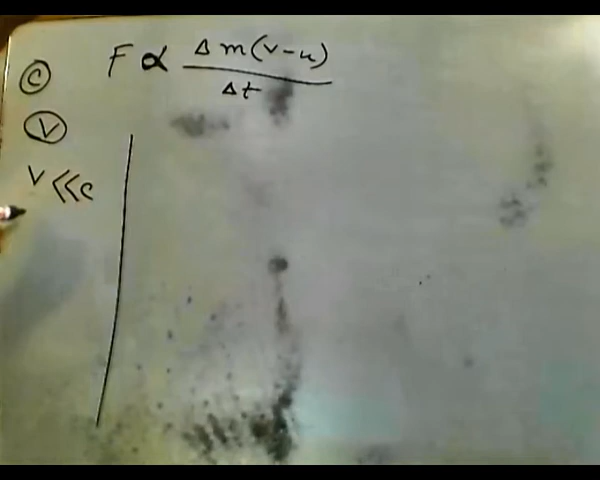 F ∝ Δm(v-u)/Δt
c
v
v << c